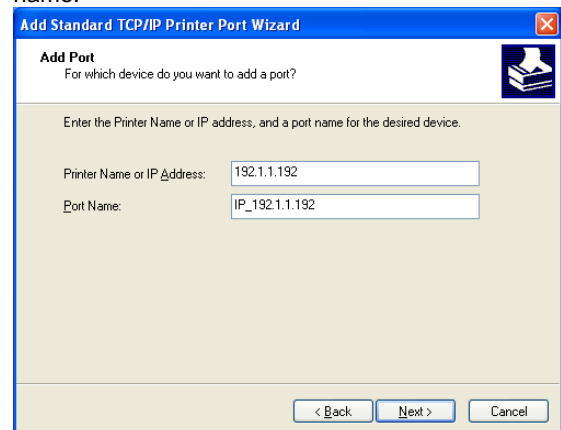 name.
Add Standard TCP/IP Printer Port Wizard
Add Port
For which device do you want to add a port?
Enter the Printer Name or IP address, and a port name for the desired device.
Printer Name or IP Address: 192.1.1.192
Port Name: IP_192.1.1.192
< Back Next > Cancel